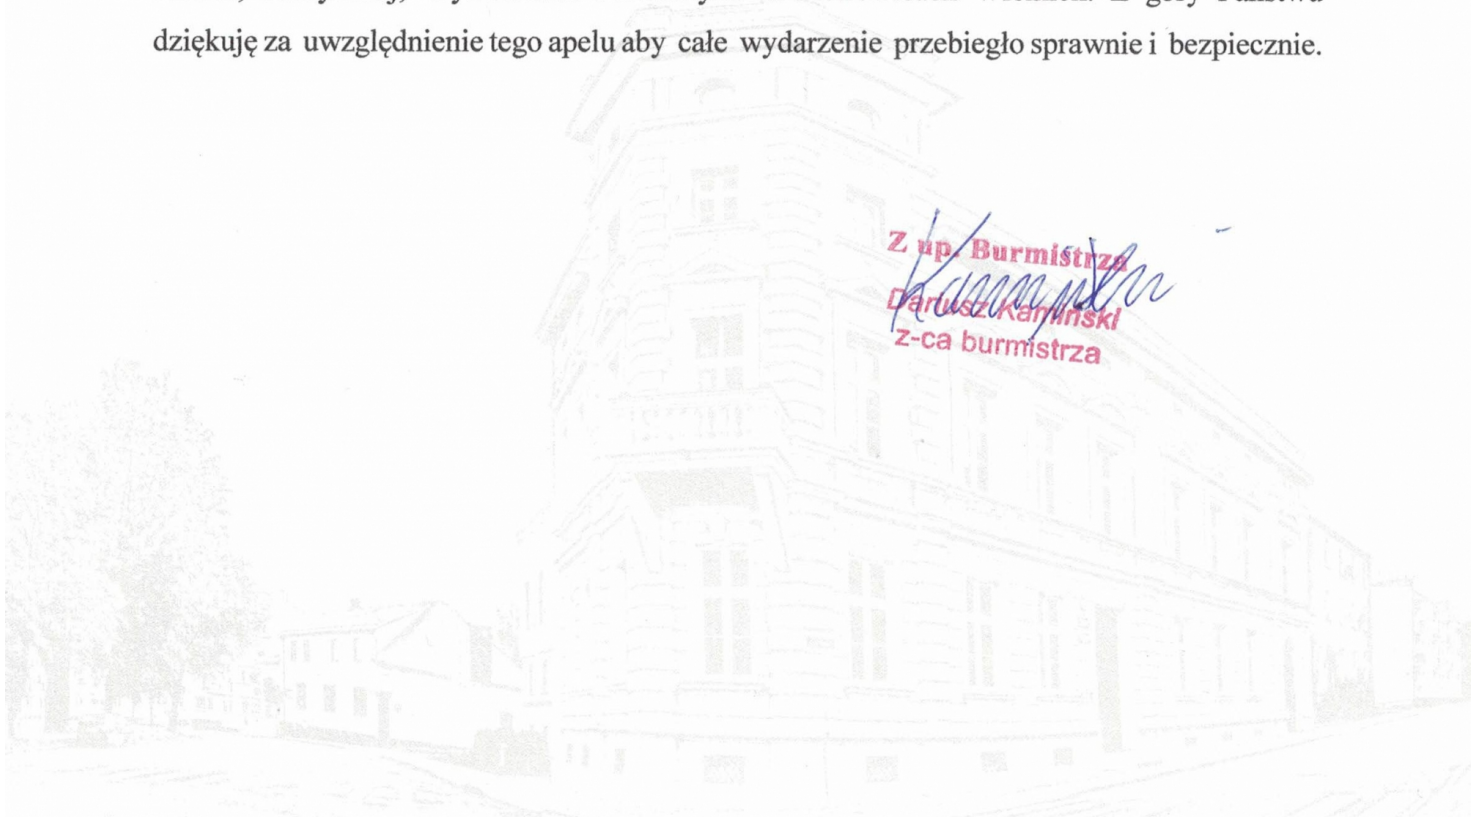 dziękuję za uwzględnienie tego apelu aby całe wydarzenie przebiegło sprawnie i bezpiecznie.
Z up. Burmistrza
Dariusz Kamiński
z-ca burmistrza